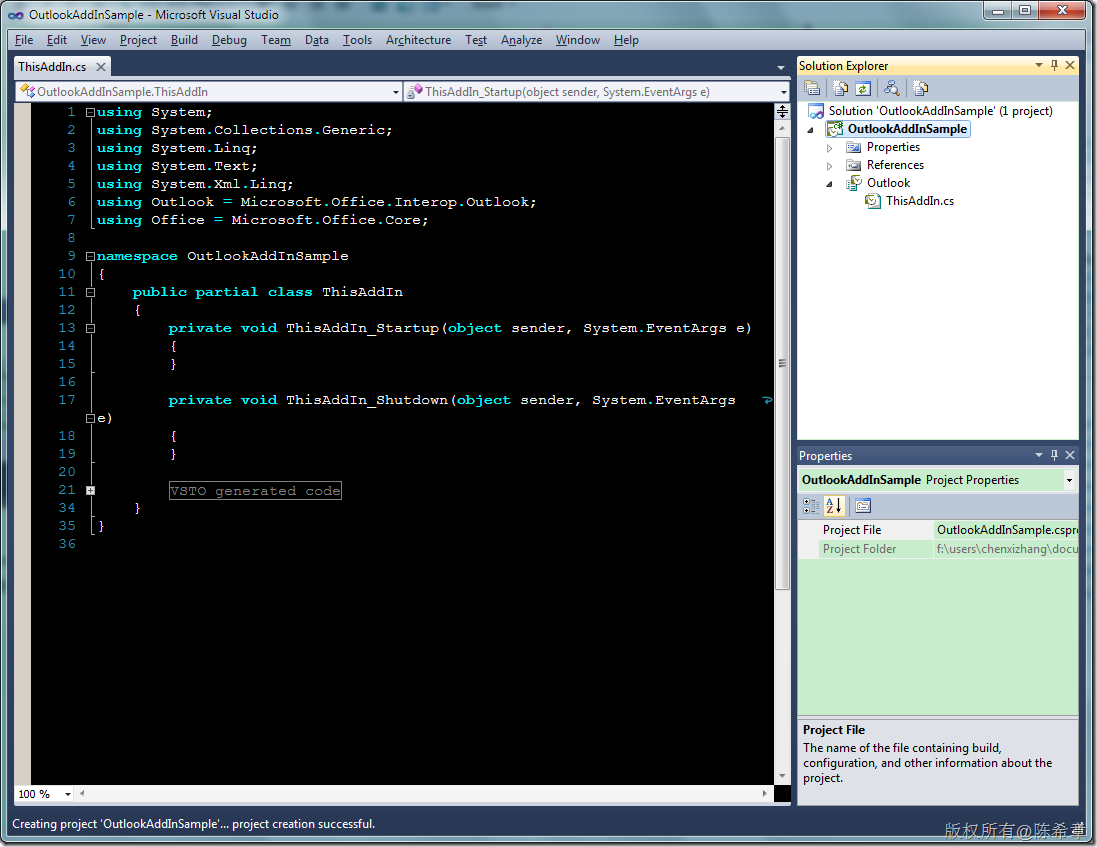 OutlookAddInSample - Microsoft Visual Studio
File Edit View Project Build Debug Team Data Tools Architecture Test Analyze Window Help
ThisAddIn.cs
OutlookAddInSample.ThisAddIn
ThisAddIn_Startup(object sender, System.EventArgs e)
1 using System;
2 using System.Collections.Generic;
3 using System.Linq;
4 using System.Text;
5 using System.Xml.Linq;
6 using Outlook = Microsoft.Office.Interop.Outlook;
7 using Office = Microsoft.Office.Core;
8
9 namespace OutlookAddInSample
10 {
11 public partial class ThisAddIn
12 {
13 private void ThisAddIn_Startup(object sender, System.EventArgs e)
14 {
15 }
16
17 private void ThisAddIn_Shutdown(object sender, System.EventArgs
e)
18 {
19 }
20
21 VSTO generated code
34 }
35 }
36
100 %
Solution Explorer
Solution 'OutlookAddInSample' (1 project)
OutlookAddInSample
Properties
References
Outlook
ThisAddIn.cs
Properties
OutlookAddInSample Project Properties
Project File OutlookAddInSample.cspro
Project Folder f:\users\chenxizhang\docu
Project File
The name of the file containing build,
configuration, and other information about the
project.
Creating project 'OutlookAddInSample'... project creation successful.
版权所有@陈希章